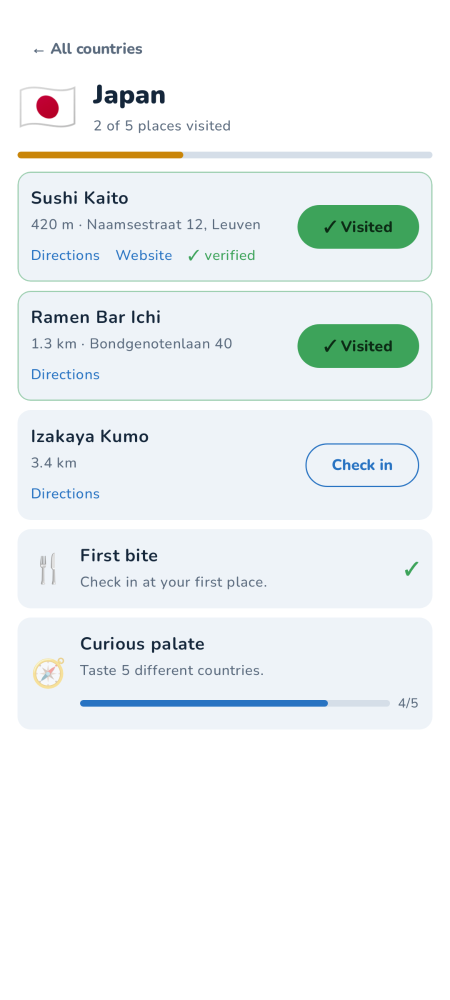 ← All countries
Japan
2 of 5 places visited
Sushi Kaito
420 m · Naamsestraat 12, Leuven
Directions Website ✓ verified
✓ Visited
Ramen Bar Ichi
1.3 km · Bondgenotenlaan 40
Directions
✓ Visited
Izakaya Kumo
3.4 km
Directions
Check in
First bite
Check in at your first place.
✓
Curious palate
Taste 5 different countries.
4/5